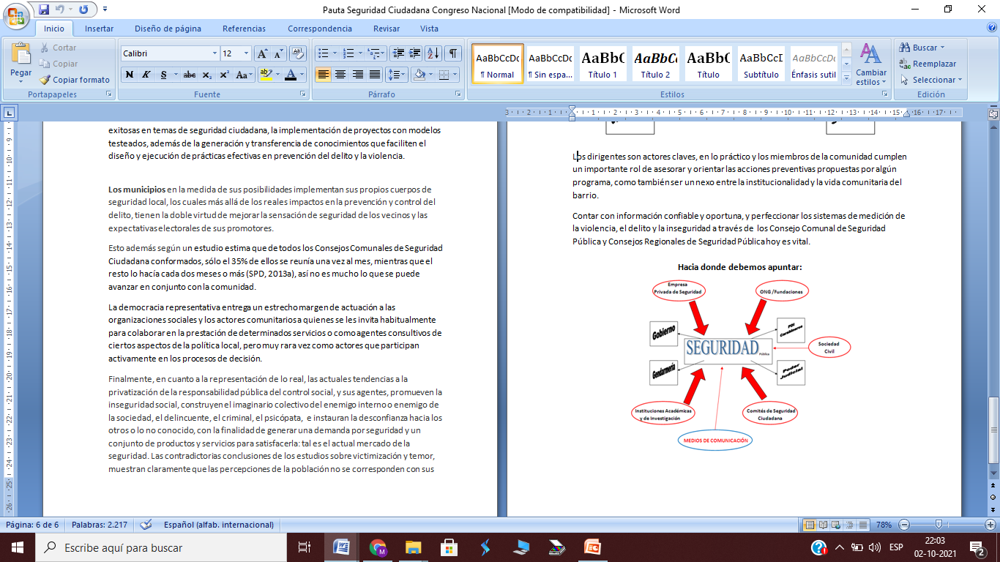 Pauta Seguridad Ciudadana Congreso Nacional [Modo de compatibilidad] - Microsoft Word
Inicio Insertar Diseño de página Referencias Correspondencia Revisar Vista
Pegar
Cortar
Copiar
Copiar formato
Portapapeles
Calibri 12
N K S abc x₂ x² Aa
Fuente
Párrafo
AaBbCcDc AaBbCcDc AaBbC AaBbCc AaBbC AaBbCcI AaBbCcDc
¶ Normal ¶ Sin espa... Título 1 Título 2 Título Subtítulo Énfasis sutil
Estilos
Cambiar
estilos
Buscar
Reemplazar
Seleccionar
Edición
exitosas en temas de seguridad ciudadana, la implementación de proyectos con modelos
testeados, además de la generación y transferencia de conocimientos que faciliten el
diseño y ejecución de prácticas efectivas en prevención del delito y la violencia.
Los municipios en la medida de sus posibilidades implementan sus propios cuerpos de
seguridad local, los cuales más allá de los reales impactos en la prevención y control del
delito, tienen la doble virtud de mejorar la sensación de seguridad de los vecinos y las
expectativas electorales de sus promotores.
Esto además según un estudio estima que de todos los Consejos Comunales de Seguridad
Ciudadana conformados, sólo el 35% de ellos se reunía una vez al mes, mientras que el
resto lo hacía cada dos meses o más (SPD, 2013a), así no es mucho lo que se puede
avanzar en conjunto con la comunidad.
La democracia representativa entrega un estrecho margen de actuación a las
organizaciones sociales y los actores comunitarios a quienes se les invita habitualmente
para colaborar en la prestación de determinados servicios o como agentes consultivos de
ciertos aspectos de la política local, pero muy rara vez como actores que participan
activamente en los procesos de decisión.
Finalmente, en cuanto a la representación de lo real, las actuales tendencias a la
privatización de la responsabilidad pública del control social, y sus agentes, promueven la
inseguridad social, construyen el imaginario colectivo del enemigo interno o enemigo de
la sociedad, el delincuente, el criminal, el psicópata, e instauran la desconfianza hacia los
otros o lo no conocido, con la finalidad de generar una demanda por seguridad y un
conjunto de productos y servicios para satisfacerla: tal es el actual mercado de la
seguridad. Las contradictorias conclusiones de los estudios sobre victimización y temor,
muestran claramente que las percepciones de la población no se corresponden con sus
Los dirigentes son actores claves, en lo práctico y los miembros de la comunidad cumplen
un importante rol de asesorar y orientar las acciones preventivas propuestas por algún
programa, como también ser un nexo entre la institucionalidad y la vida comunitaria del
barrio.
Contar con información confiable y oportuna, y perfeccionar los sistemas de medición de
la violencia, el delito y la inseguridad a través de los Consejo Comunal de Seguridad
Pública y Consejos Regionales de Seguridad Pública hoy es vital.
Hacia donde debemos apuntar:
Empresa
Privada de Seguridad
ONG /Fundaciones
Gobierno
PDI
Carabineros
SEGURIDAD Pública
Sociedad
Civil
Gendarmería
Poder
Judicial
Instituciones Académicas
y de Investigación
Comités de Seguridad
Ciudadana
MEDIOS DE COMUNICACIÓN
Página: 6 de 6 Palabras: 2.217 Español (alfab. internacional) 78%
Escribe aquí para buscar
ESP
22:03
02-10-2021
2